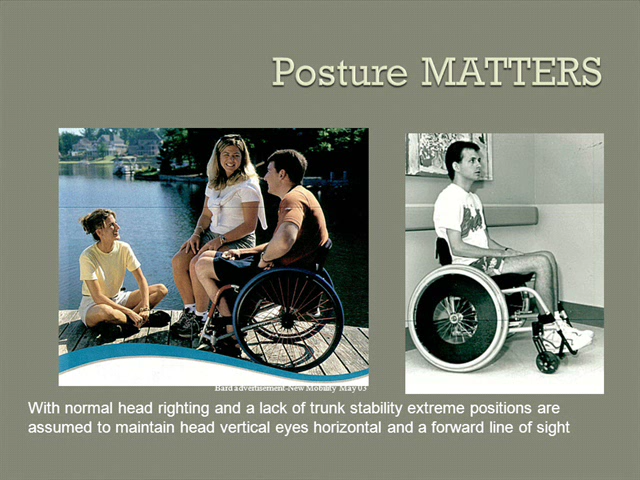 Posture MATTERS
Bard advertisement-New Mobility May 03
With normal head righting and a lack of trunk stability extreme positions are
assumed to maintain head vertical eyes horizontal and a forward line of sight